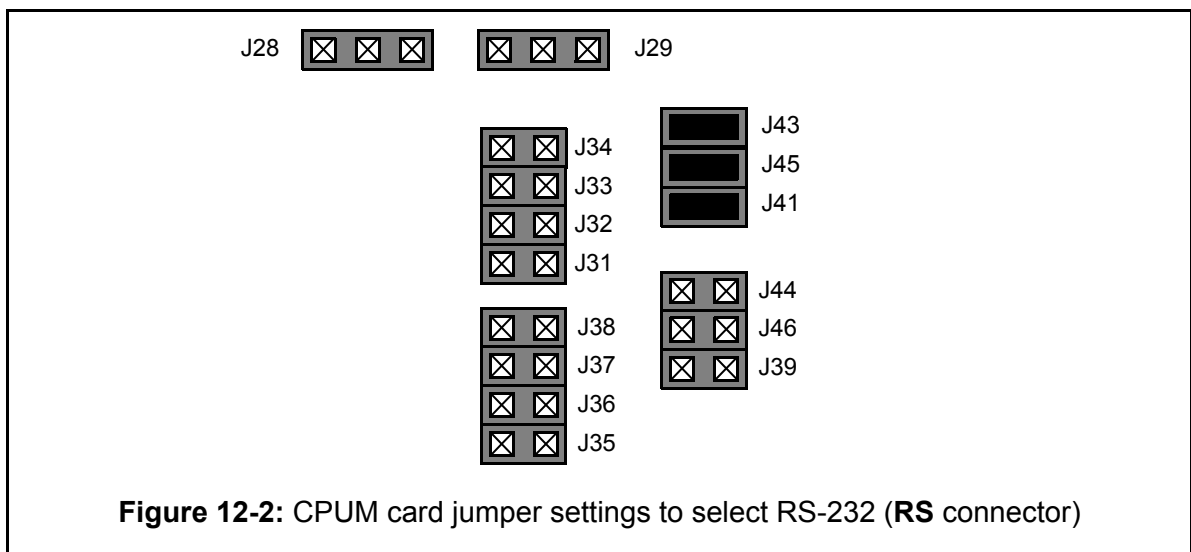 J28 J29
J34
J33
J32
J31
J43
J45
J41
J38
J37
J36
J35
J44
J46
J39
Figure 12-2: CPUM card jumper settings to select RS-232 (RS connector)